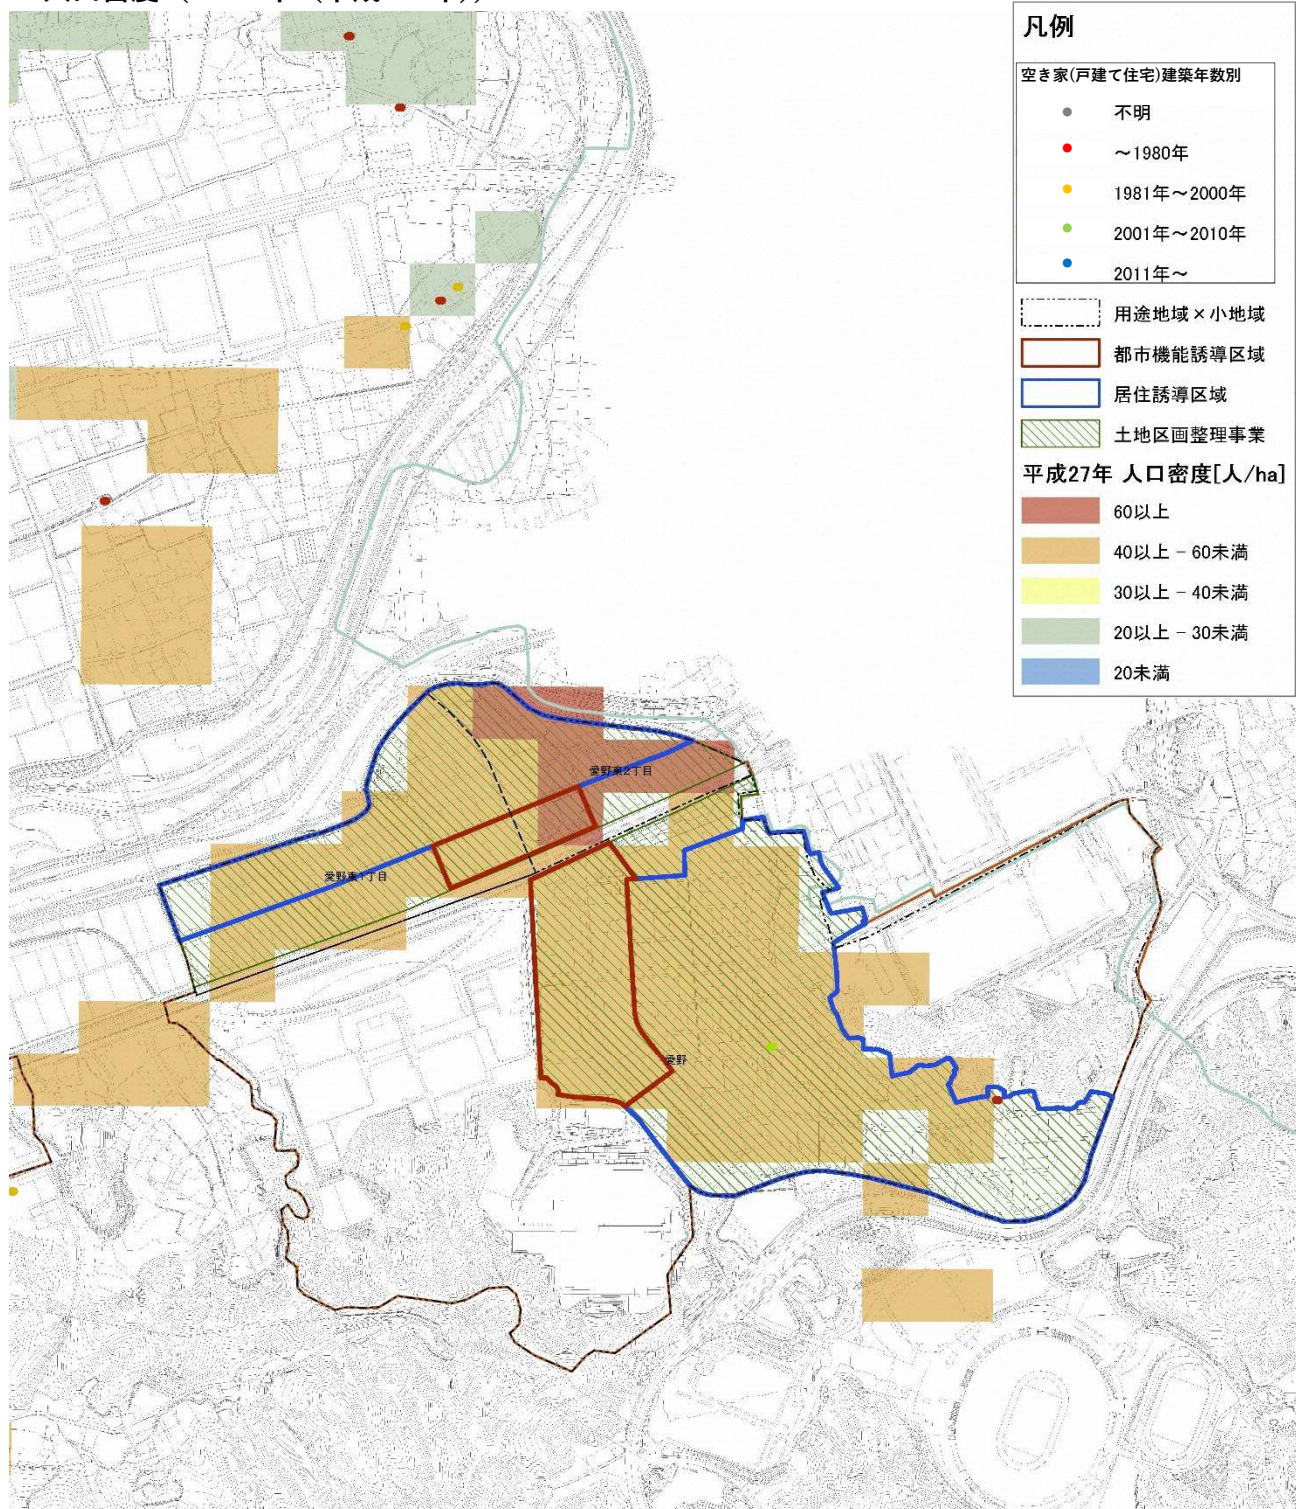 凡例
空き家(戸建て住宅)建築年数別
不明
～1980年
1981年～2000年
2001年～2010年
2011年～
用途地域×小地域
都市機能誘導区域
居住誘導区域
土地区画整理事業
平成27年 人口密度[人/ha]
60以上
40以上 － 60未満
30以上 － 40未満
20以上 － 30未満
20未満
愛野東2丁目
愛野東1丁目
愛野